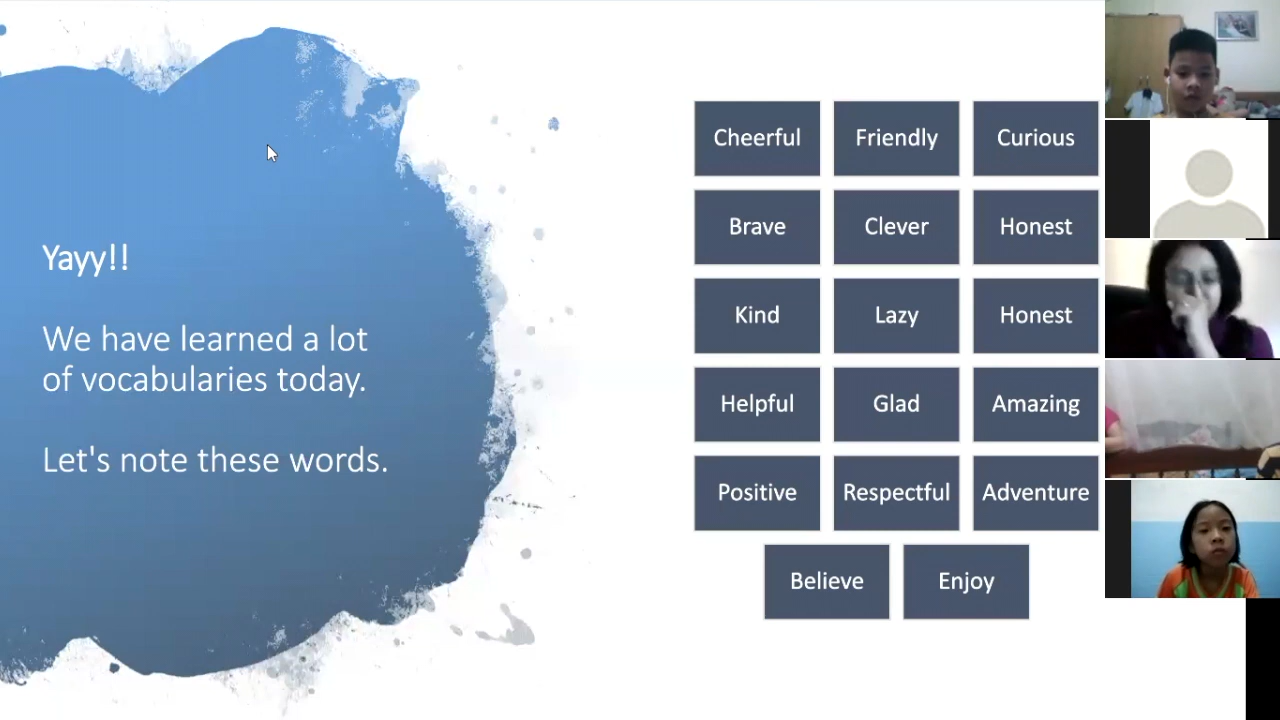 Yayy!!
We have learned a lot
of vocabularies today.
Let's note these words.
Cheerful
Friendly
Curious
Brave
Clever
Honest
Kind
Lazy
Honest
Helpful
Glad
Amazing
Positive
Respectful
Adventure
Believe
Enjoy